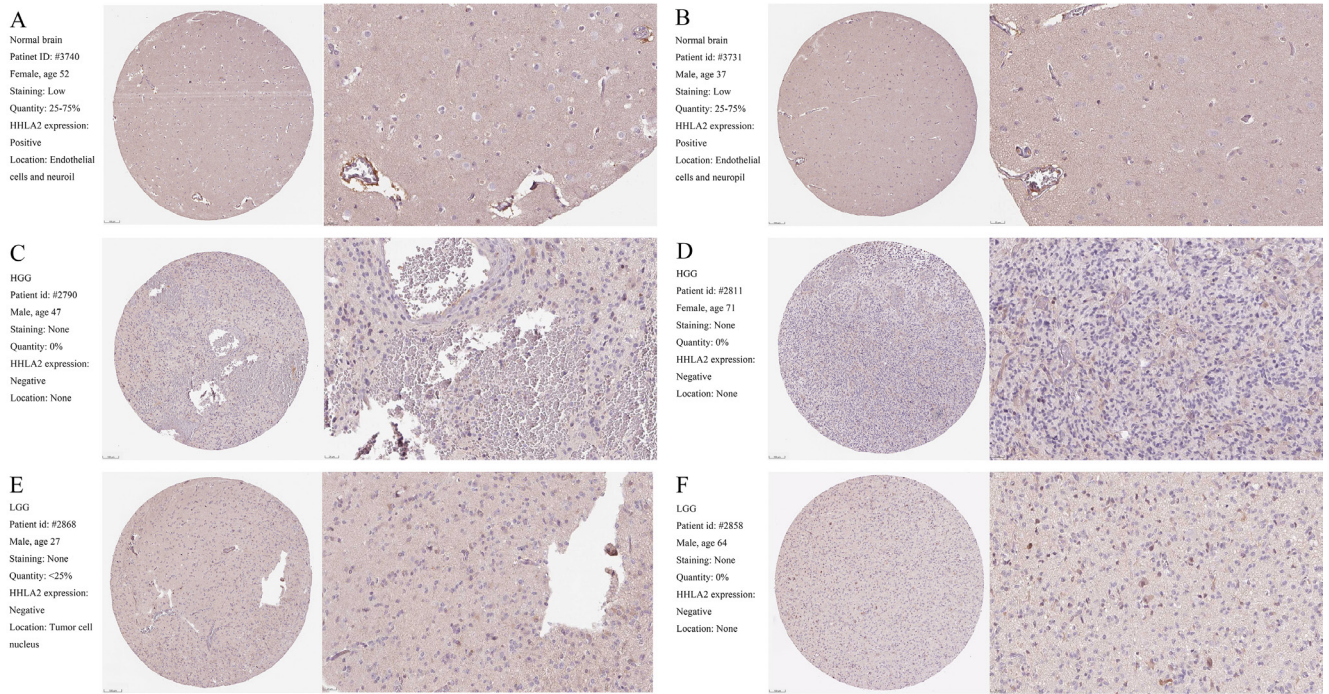 A
Normal brain
Patinet ID: #3740
Female, age 52
Staining: Low
Quantity: 25-75%
HHLA2 expression:
Positive
Location: Endothelial
cells and neuroil
B
Normal brain
Patient id: #3731
Male, age 37
Staining: Low
Quantity: 25-75%
HHLA2 expression:
Positive
Location: Endothelial
cells and neuropil
C
HGG
Patient id: #2790
Male, age 47
Staining: None
Quantity: 0%
HHLA2 expression:
Negative
Location: None
D
HGG
Patient id: #2811
Female, age 71
Staining: None
Quantity: 0%
HHLA2 expression:
Negative
Location: None
E
LGG
Patient id: #2868
Male, age 27
Staining: None
Quantity: <25%
HHLA2 expression:
Negative
Location: Tumor cell
nucleus
F
LGG
Patient id: #2858
Male, age 64
Staining: None
Quantity: 0%
HHLA2 expression:
Negative
Location: None